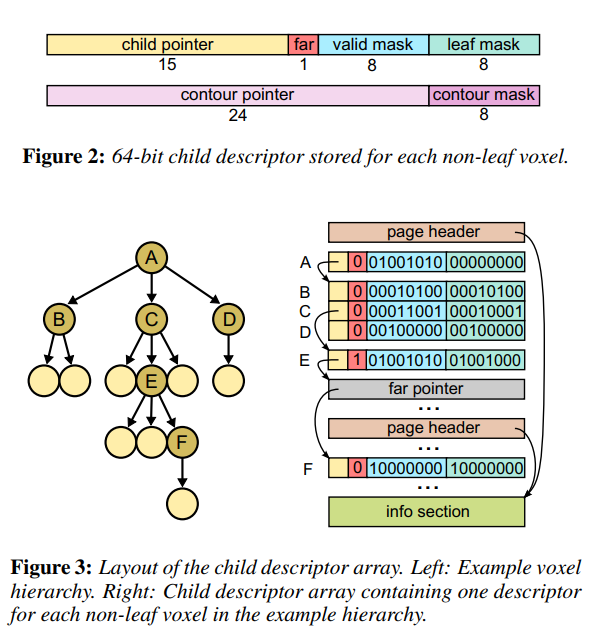 child pointer far valid mask leaf mask
15 1 8 8
contour pointer contour mask
24 8
Figure 2: 64-bit child descriptor stored for each non-leaf voxel.
A
B C D
E
F
page header
A 0 01001010 00000000
B 0 00010100 00010100
C 0 00011001 00010001
D 0 00100000 00100000
E 1 01001010 01001000
far pointer
...
page header
...
F 0 10000000 10000000
...
info section
Figure 3: Layout of the child descriptor array. Left: Example voxel
hierarchy. Right: Child descriptor array containing one descriptor
for each non-leaf voxel in the example hierarchy.